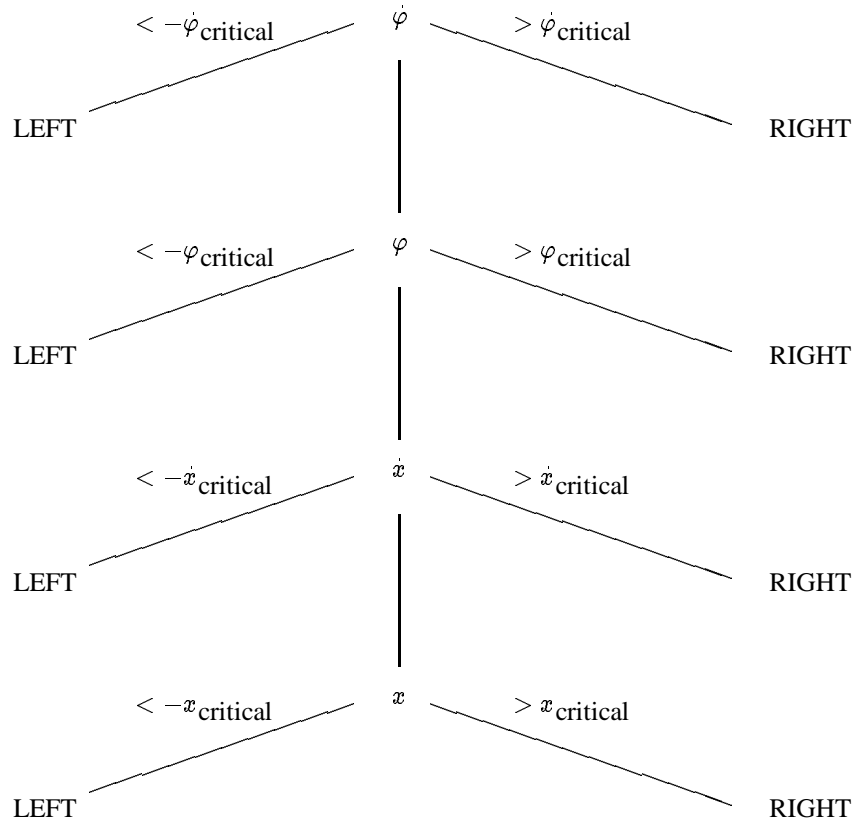 < −φ̇critical φ̇ > φ̇critical
LEFT RIGHT
< −φcritical φ > φcritical
LEFT RIGHT
< −ẋcritical ẋ > ẋcritical
LEFT RIGHT
< −xcritical x > xcritical
LEFT RIGHT